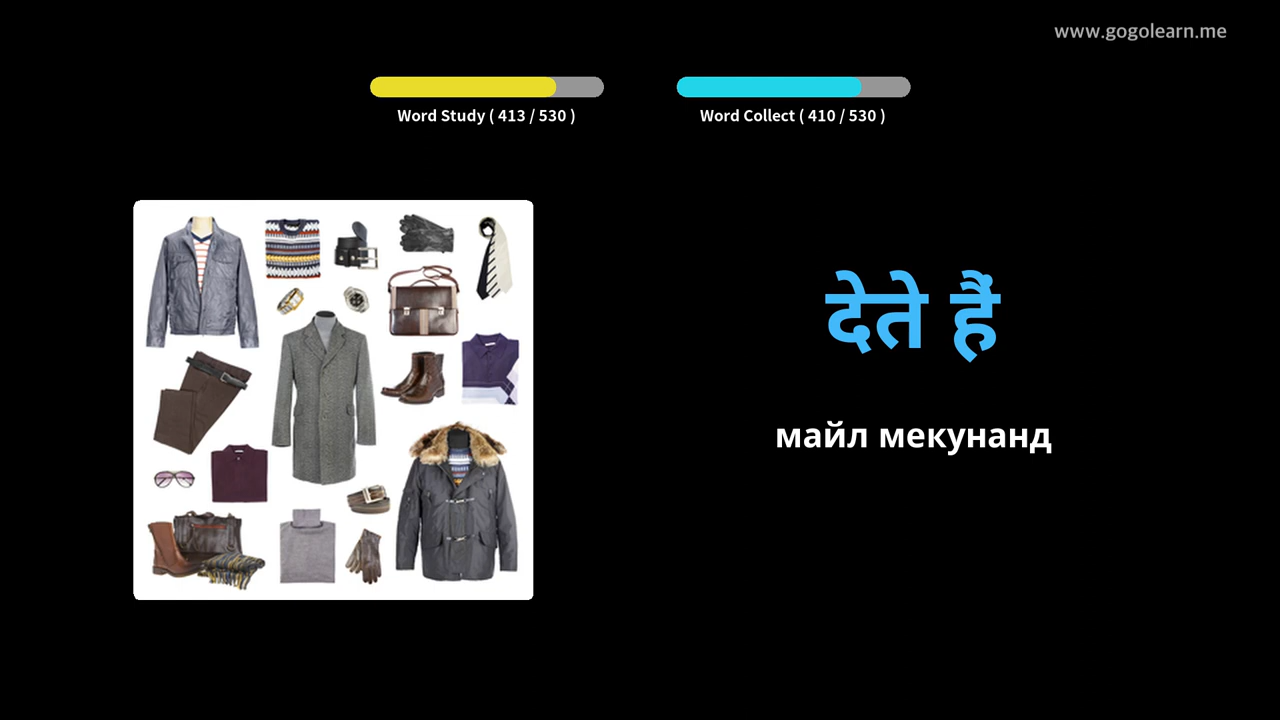 www.gogolearn.me
Word Study ( 413 / 530 )
Word Collect ( 410 / 530 )
देते हैं
майл мекунанд